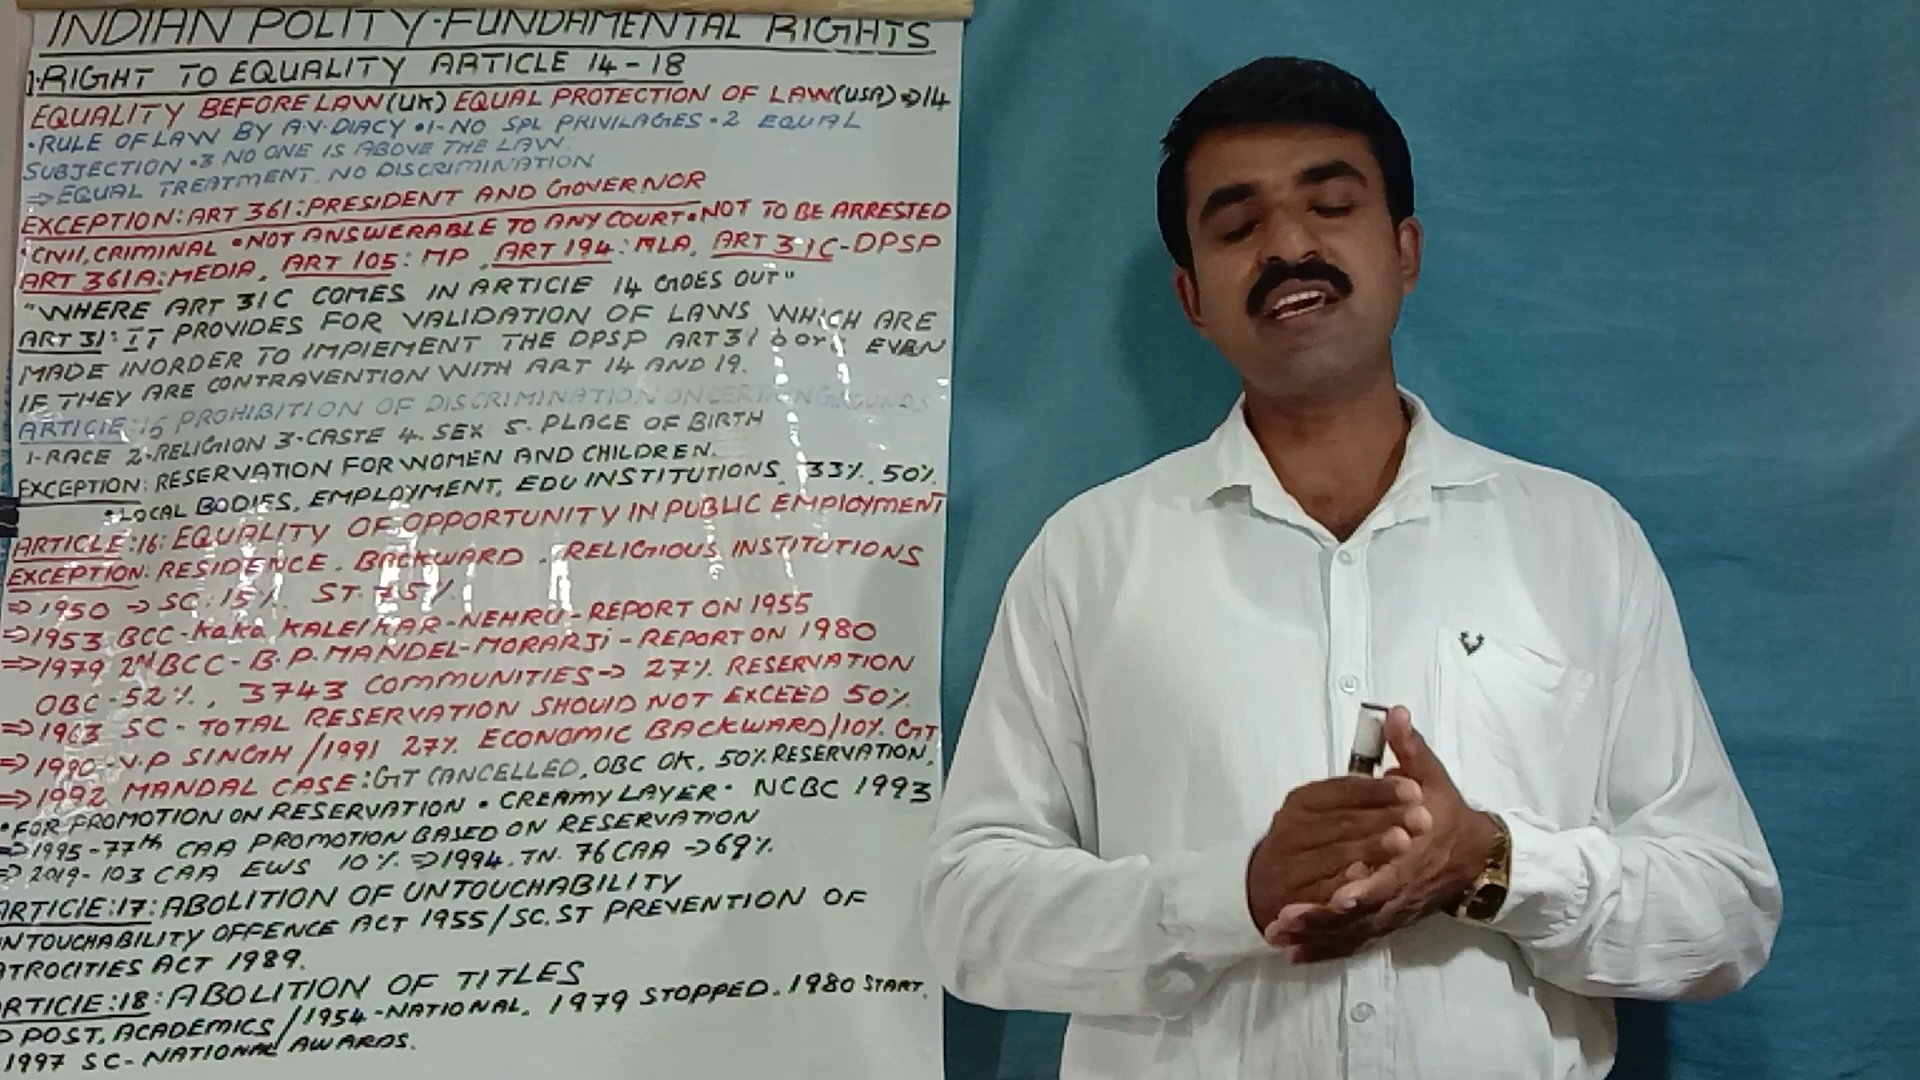 INDIAN POLITY-FUNDAMENTAL RIGHTS
1.RIGHT TO EQUALITY ARTICLE 14-18
EQUALITY BEFORE LAW(UK) EQUAL PROTECTION OF LAW(USA)⇒14
•RULE OF LAW BY A.V.DIACY •1-NO SPL PRIVILAGES •2 EQUAL
SUBJECTION •3 NO ONE IS ABOVE THE LAW.
⇒EQUAL TREATMENT. NO DISCRIMINATION
EXCEPTION: ART 361: PRESIDENT AND GOVERNOR
•CIVIL, CRIMINAL •NOT ANSWERABLE TO ANY COURT•NOT TO BE ARRESTED
ART 361A: MEDIA, ART 105: MP, ART 194: MLA, ART 31C-DPSP
"WHERE ART 31C COMES IN ARTICLE 14 GOES OUT"
ART 31: IT PROVIDES FOR VALIDATION OF LAWS WHICH ARE
MADE INORDER TO IMPLEMENT THE DPSP ART EVEN
IF THEY ARE CONTRAVENTION WITH ART 14 AND 19.
ARTICLE:15 PROHIBITION OF DISCRIMINATION ON CERTAIN GROUNDS
1-RACE 2-RELIGION 3-CASTE 4. SEX 5. PLACE OF BIRTH
EXCEPTION: RESERVATION FOR WOMEN AND CHILDREN.
•LOCAL BODIES, EMPLOYMENT, EDU INSTITUTIONS, 33%, 50%
ARTICLE:16: EQUALITY OF OPPORTUNITY IN PUBLIC EMPLOYMENT
EXCEPTION: RESIDENCE. BACKWARD. RELIGIOUS INSTITUTIONS
⇒1950 → SC:15% ST 7.5%
⇒1953 BCC-KaKa KALELKAR-NEHRU-REPORT ON 1955
⇒1979 2ND BCC-B.P.MANDEL-MORARJI-REPORT ON 1980
OBC-52%, 3743 COMMUNITIES→ 27% RESERVATION
⇒1963 SC-TOTAL RESERVATION SHOULD NOT EXCEED 50%
⇒1990-V.P SINGH/1991 27% ECONOMIC BACKWARD/10% GT
⇒1992 MANDAL CASE: GT CANCELLED, OBC OK, 50% RESERVATION,
•FOR PROMOTION ON RESERVATION • CREAMY LAYER• NCBC 1993
⇒1995-77th CAA PROMOTION BASED ON RESERVATION
⇒2019-103 CAA EWS 10% ⇒1994. TN. 76 CAA →69%
ARTICLE:17: ABOLITION OF UNTOUCHABILITY
NTOUCHABILITY OFFENCE ACT 1955/SC.ST PREVENTION OF
ATROCITIES ACT 1989.
ARTICLE:18: ABOLITION OF TITLES
POST, ACADEMICS/1954-NATIONAL, 1979 STOPPED. 1980 START.
1997 SC-NATIONAL AWARDS.